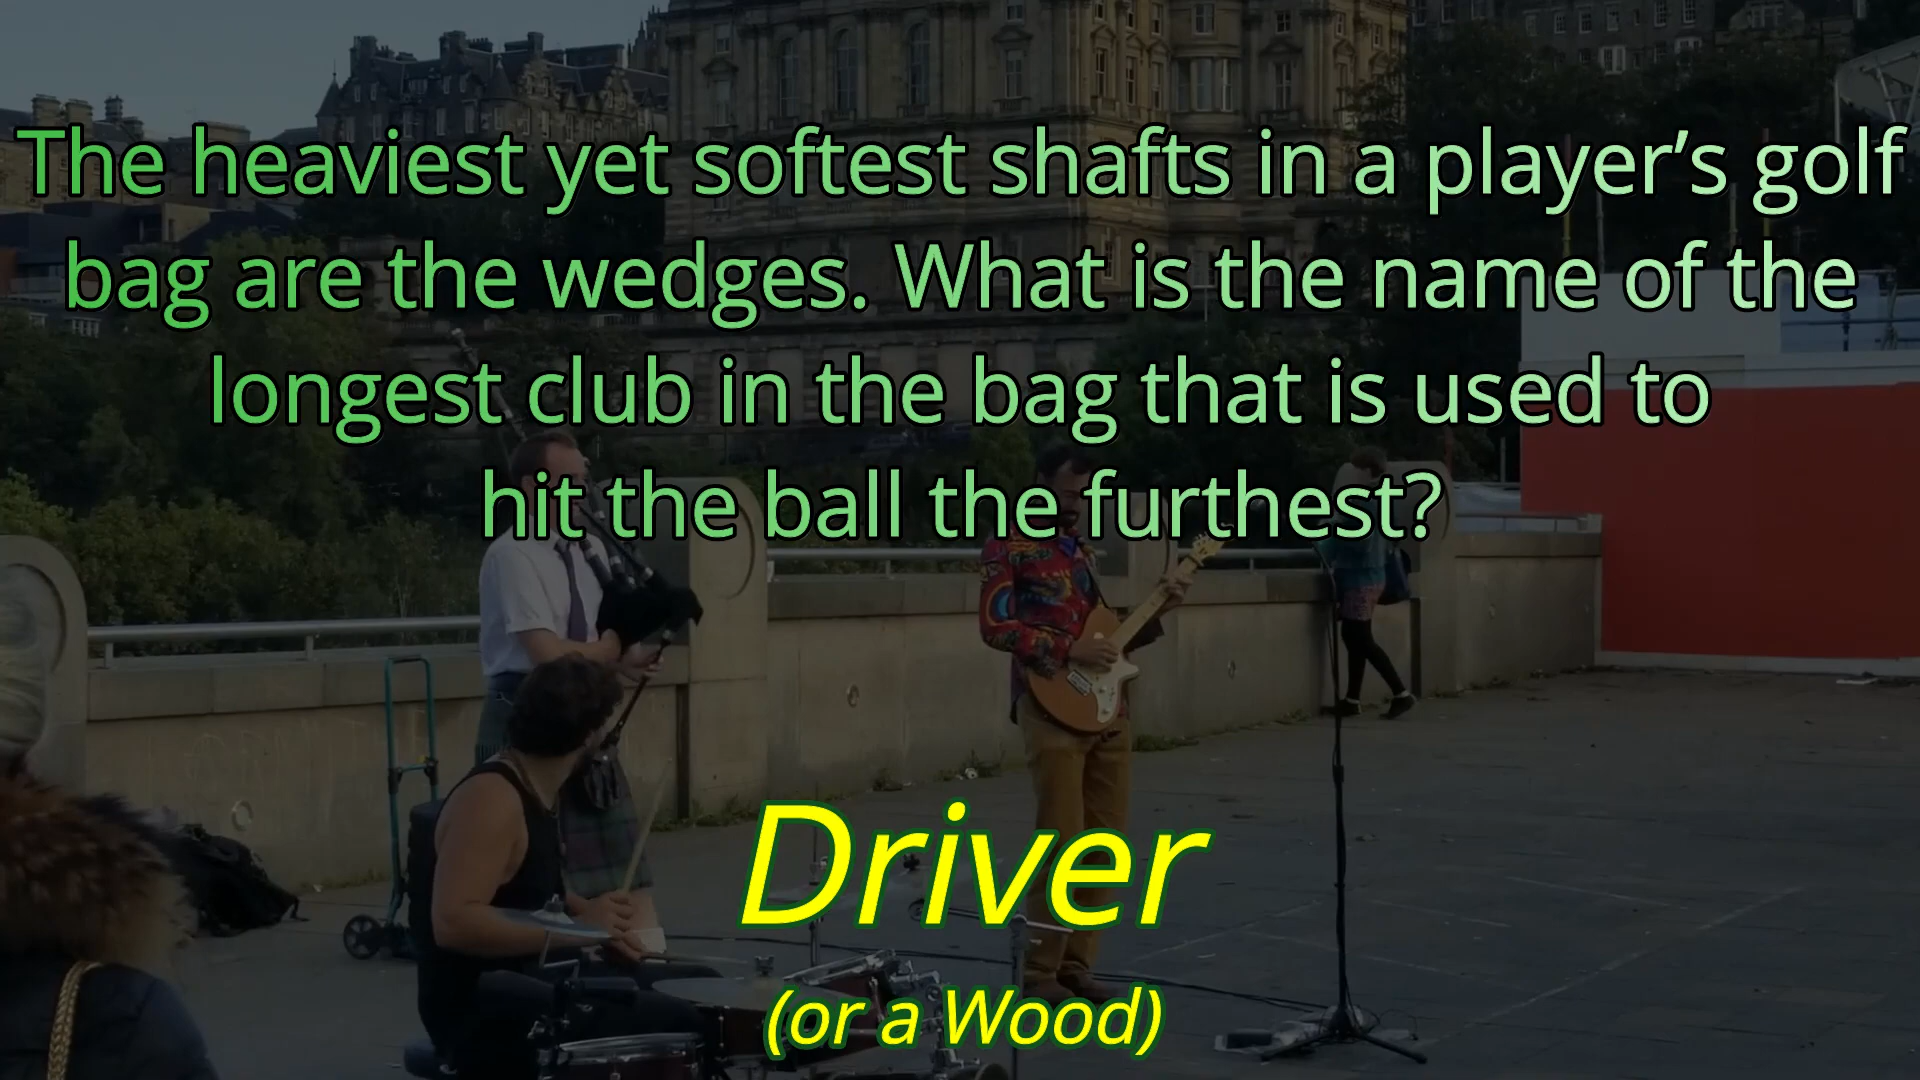 The heaviest yet softest shafts in a player’s golf
bag are the wedges. What is the name of the
longest club in the bag that is used to
hit the ball the furthest?
Driver
(or a Wood)